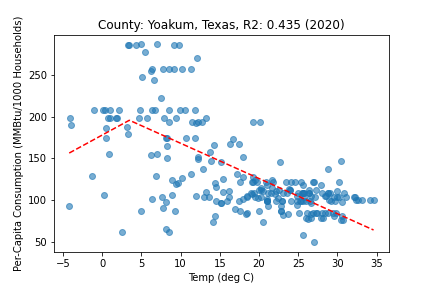 County: Yoakum, Texas, R2: 0.435 (2020)
Per-Capita Consumption (MMBtu/1000 Households)
250
200
150
100
50
−5 0 5 10 15 20 25 30 35
Temp (deg C)